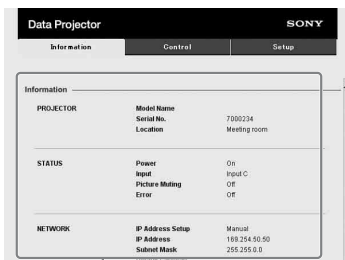 Data Projector SONY
Information Control Setup
Information
PROJECTOR Model Name
Serial No. 7000234
Location Meeting room
STATUS Power On
Input Input C
Picture Muting Off
Error Off
NETWORK IP Address Setup Manual
IP Address 169.254.50.50
Subnet Mask 255.255.0.0